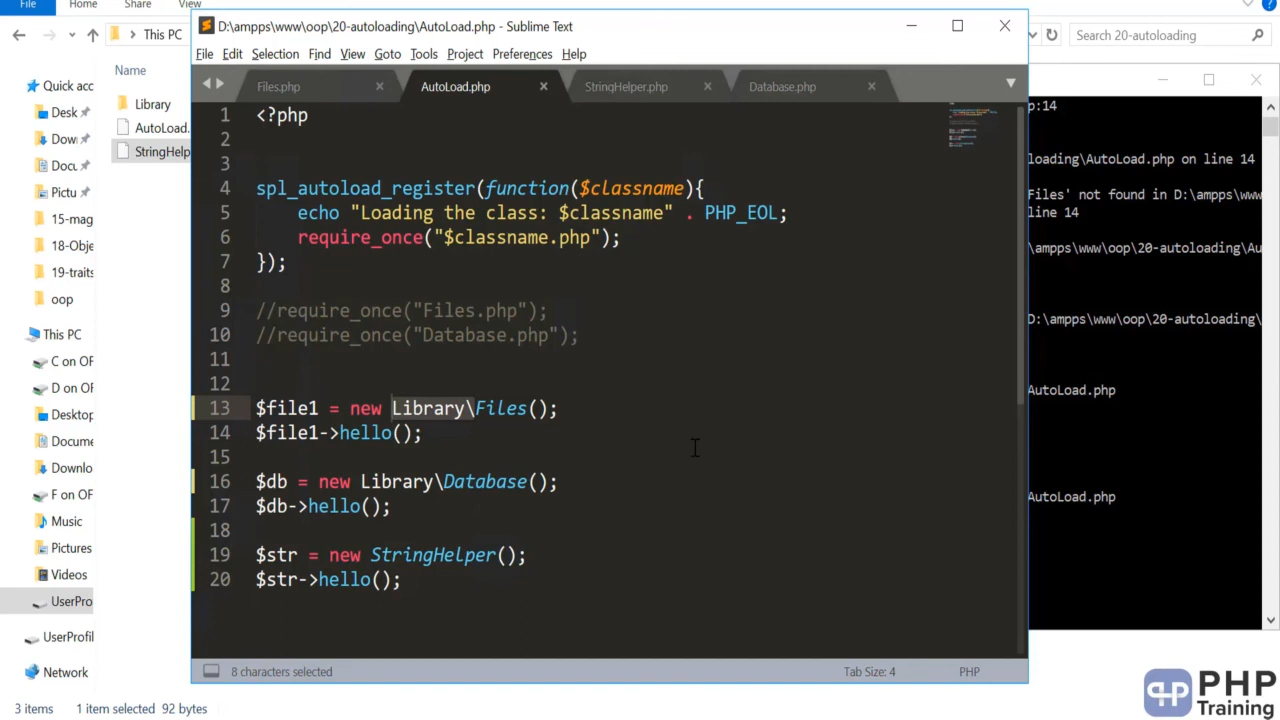 File Home Share View
This PC
Search 20-autoloading
Name
Quick acc
Desk
Dow
Docu
Pictu
15-mag
18-Obje
19-traits
oop
This PC
C on OF
D on OF
Desktop
Docume
Downlo
F on OF
Music
Pictures
Videos
UserPro
UserProfil
Network
Library
AutoLoad.
StringHelp
3 items 1 item selected 92 bytes
D:\ampps\www\oop\20-autoloading\AutoLoad.php - Sublime Text
File Edit Selection Find View Goto Tools Project Preferences Help
Files.php AutoLoad.php StringHelper.php Database.php
1 <?php
2
3
4 spl_autoload_register(function($classname){
5 echo "Loading the class: $classname" . PHP_EOL;
6 require_once("$classname.php");
7 });
8
9 //require_once("Files.php");
10 //require_once("Database.php");
11
12
13 $file1 = new Library\Files();
14 $file1->hello();
15
16 $db = new Library\Database();
17 $db->hello();
18
19 $str = new StringHelper();
20 $str->hello();
8 characters selected Tab Size: 4 PHP
p:14
loading\AutoLoad.php on line 14
Files' not found in D:\ampps\www
line 14
\ampps\www\oop\20-autoloading\Au
D:\ampps\www\oop\20-autoloading\
AutoLoad.php
AutoLoad.php
PHP
Training